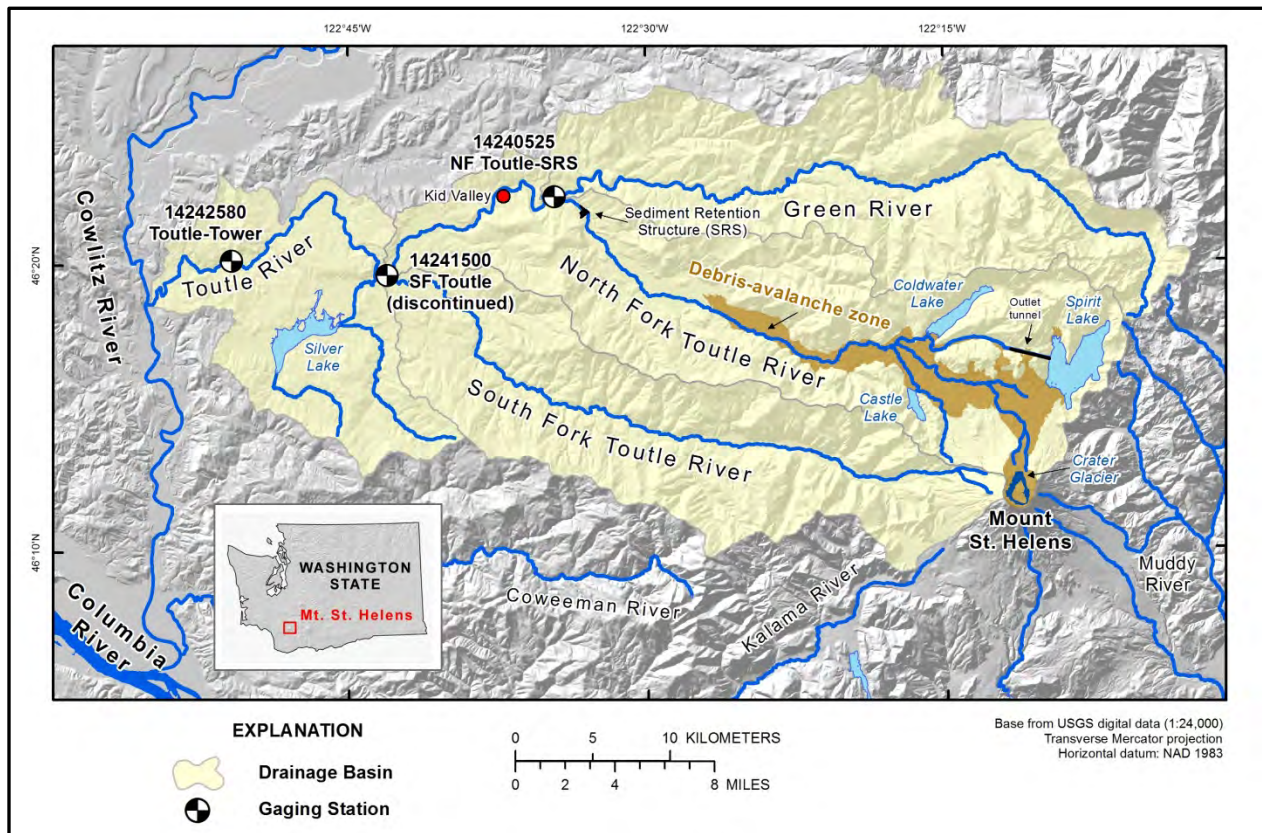 122°45'W
122°30'W
122°15'W
46°20'N
46°10'N
14240525
NF Toutle-SRS
Kid Valley
14242580
Toutle-Tower
Toutle River
Cowlitz River
14241500
SF Toutle
(discontinued)
Sediment Retention
Structure (SRS)
Green River
North Fork Toutle River
Debris-avalanche zone
Coldwater
Lake
Outlet
tunnel
Spirit
Lake
Silver
Lake
Castle
Lake
South Fork Toutle River
Crater
Glacier
Mount
St. Helens
Muddy
River
WASHINGTON
STATE
Mt. St. Helens
Coweeman River
Kalama River
Columbia
River
EXPLANATION
Drainage Basin
Gaging Station
0 5 10 KILOMETERS
0 2 4 8 MILES
Base from USGS digital data (1:24,000)
Transverse Mercator projection
Horizontal datum: NAD 1983